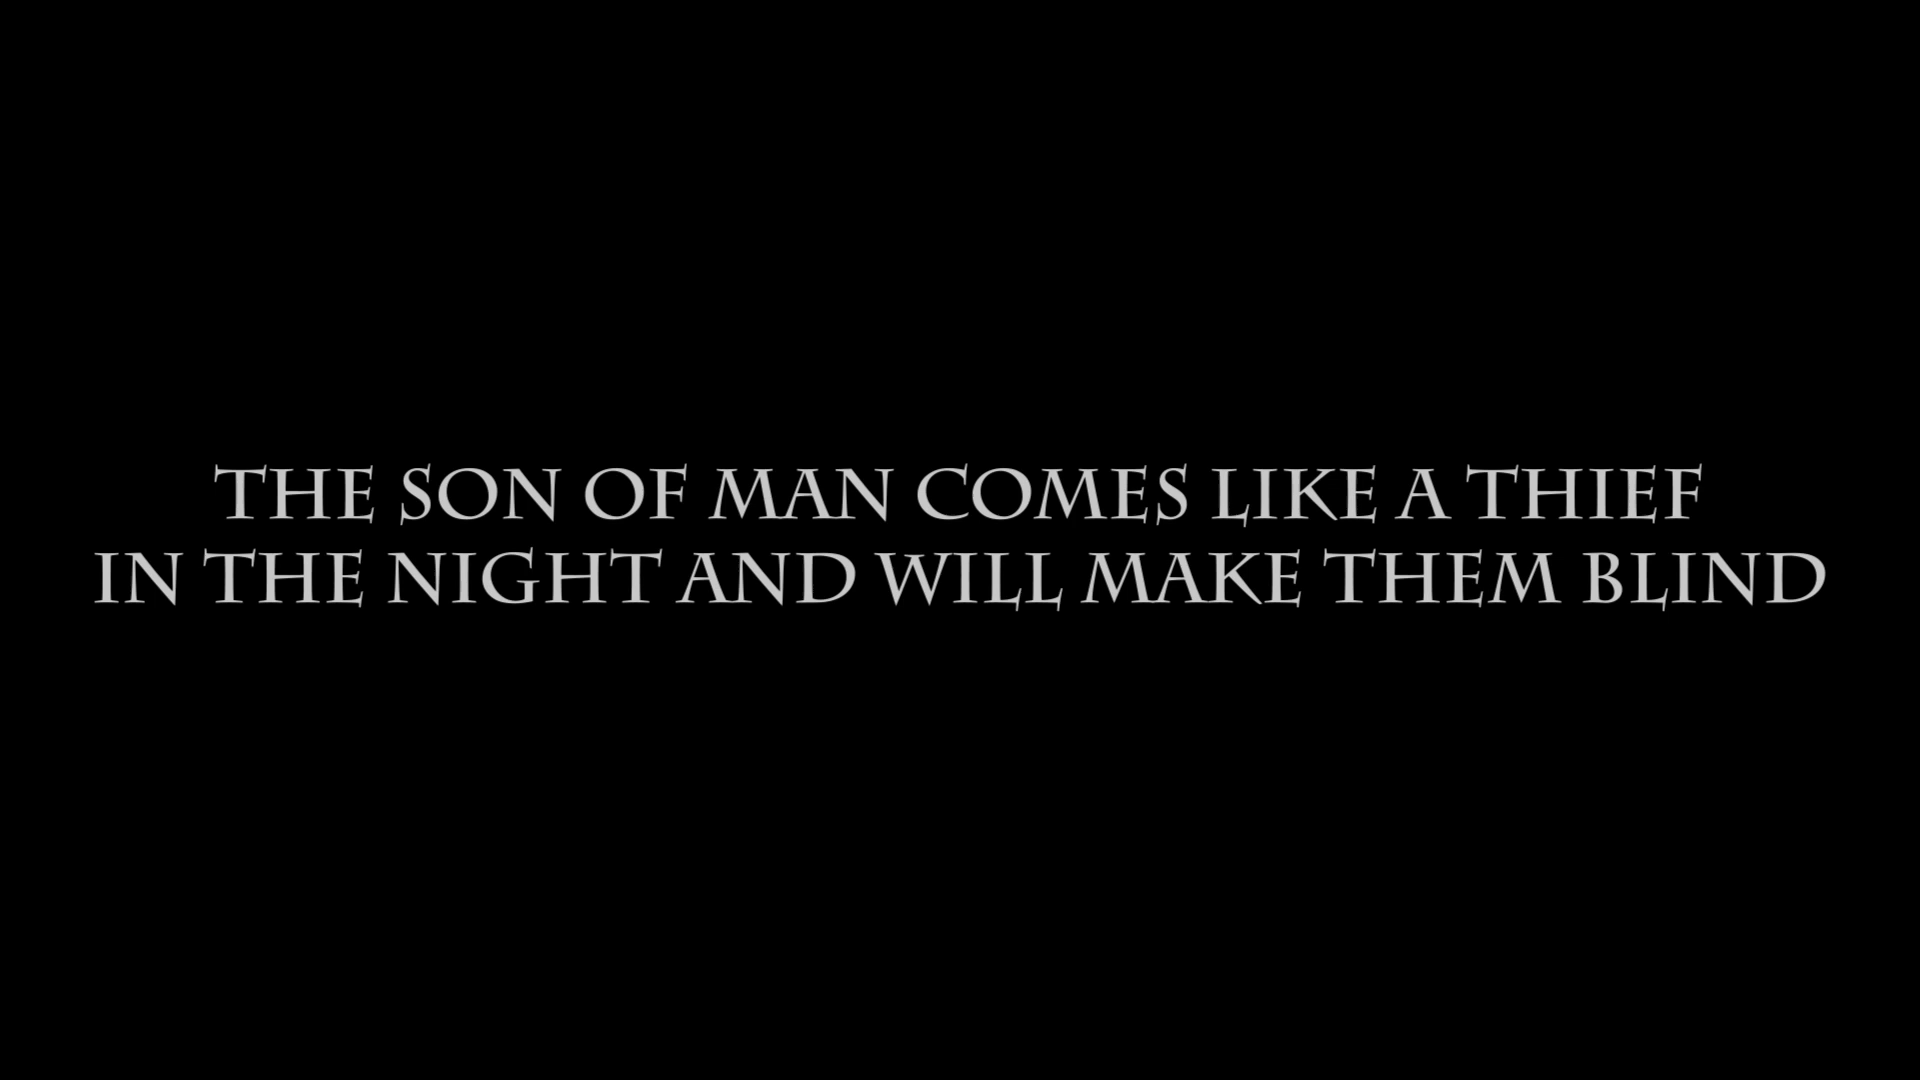 THE SON OF MAN COMES LIKE A THIEF
IN THE NIGHT AND WILL MAKE THEM BLIND